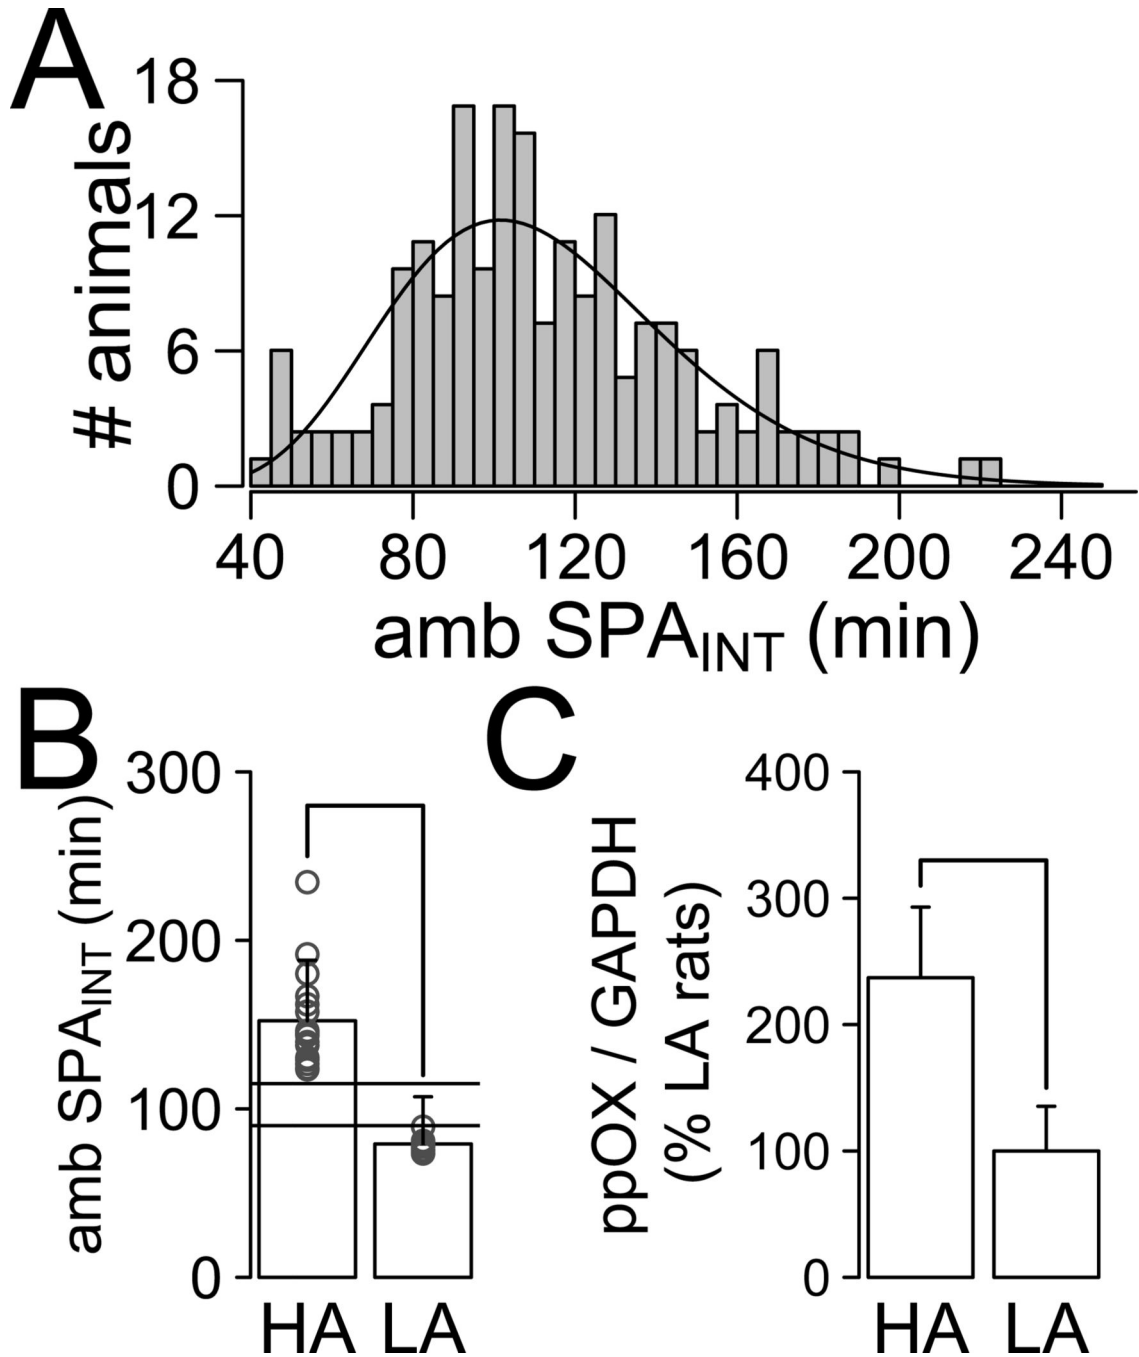 A
# animals
18
12
6
0
40 80 120 160 200 240
amb SPAINT (min)
B
amb SPAINT (min)
300
200
100
0
HA LA
C
ppOX / GAPDH
(% LA rats)
400
300
200
100
0
HA LA